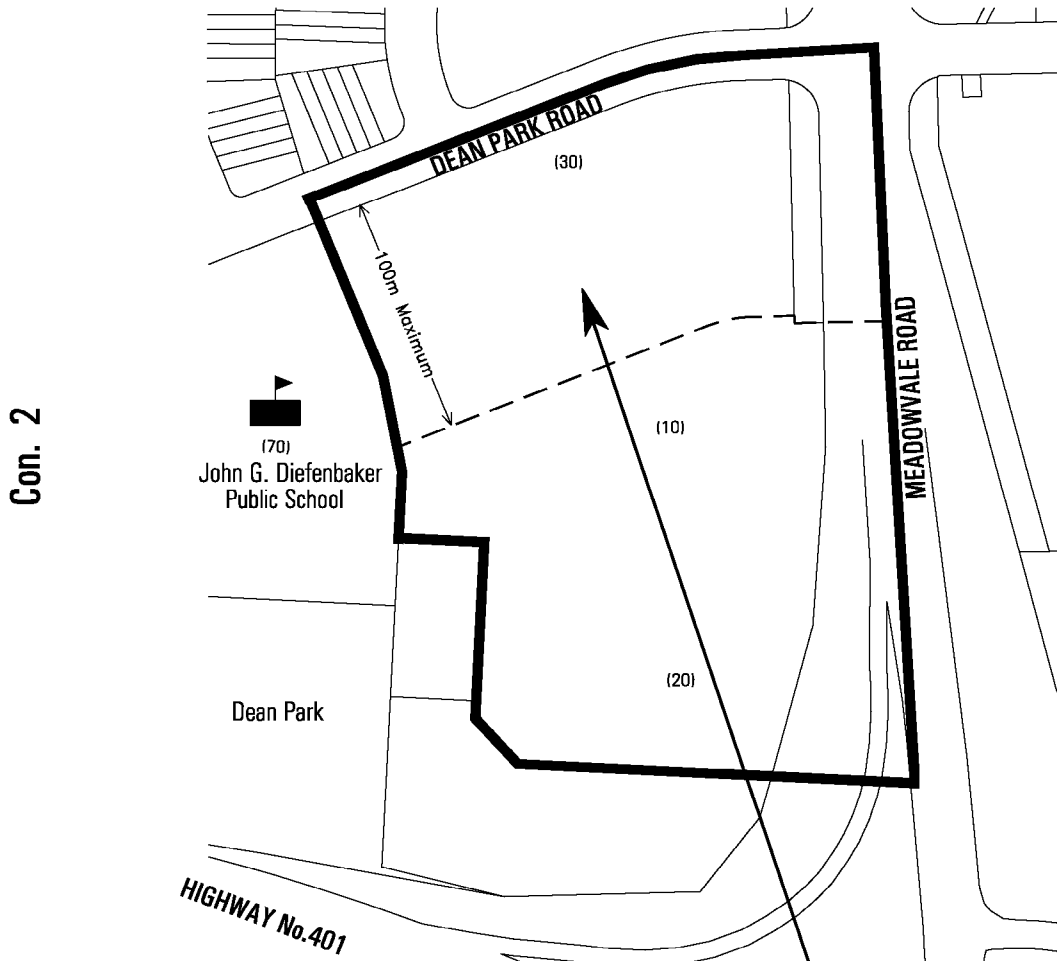 DEAN PARK ROAD
(30)
100m Maximum
MEADOWVALE ROAD
Con. 2
(70)
John G. Diefenbaker
Public School
(10)
(20)
Dean Park
HIGHWAY No.401